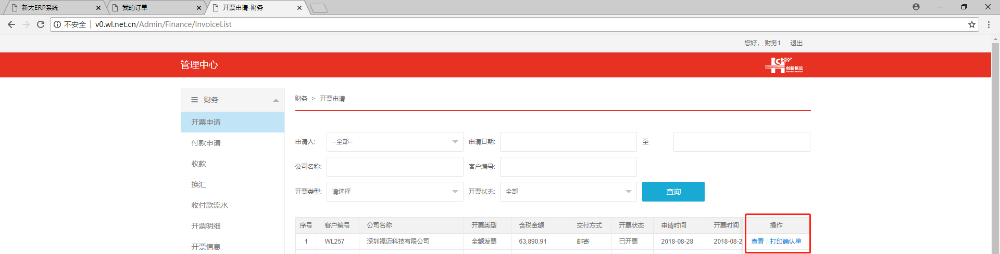 新大ERP系统
我的订单
开票申请-财务
不安全 v0.wl.net.cn/Admin/Finance/InvoiceList
您好, 财务1 退出
管理中心
创新恒远
财务
开票申请
付款申请
收款
换汇
收付款流水
开票明细
开票信息
财务 > 开票申请
申请人: --全部-- 申请日期: 至
公司名称: 客户编号:
开票类型: 请选择 开票状态: 全部 查询
序号 客户编号 公司名称 开票类型 含税金额 交付方式 开票状态 申请时间 开票时间 操作
1 WL257 深圳福迈科技有限公司 全额发票 63,890.91 邮寄 已开票 2018-08-28 2018-08-2 查看 | 打印确认单